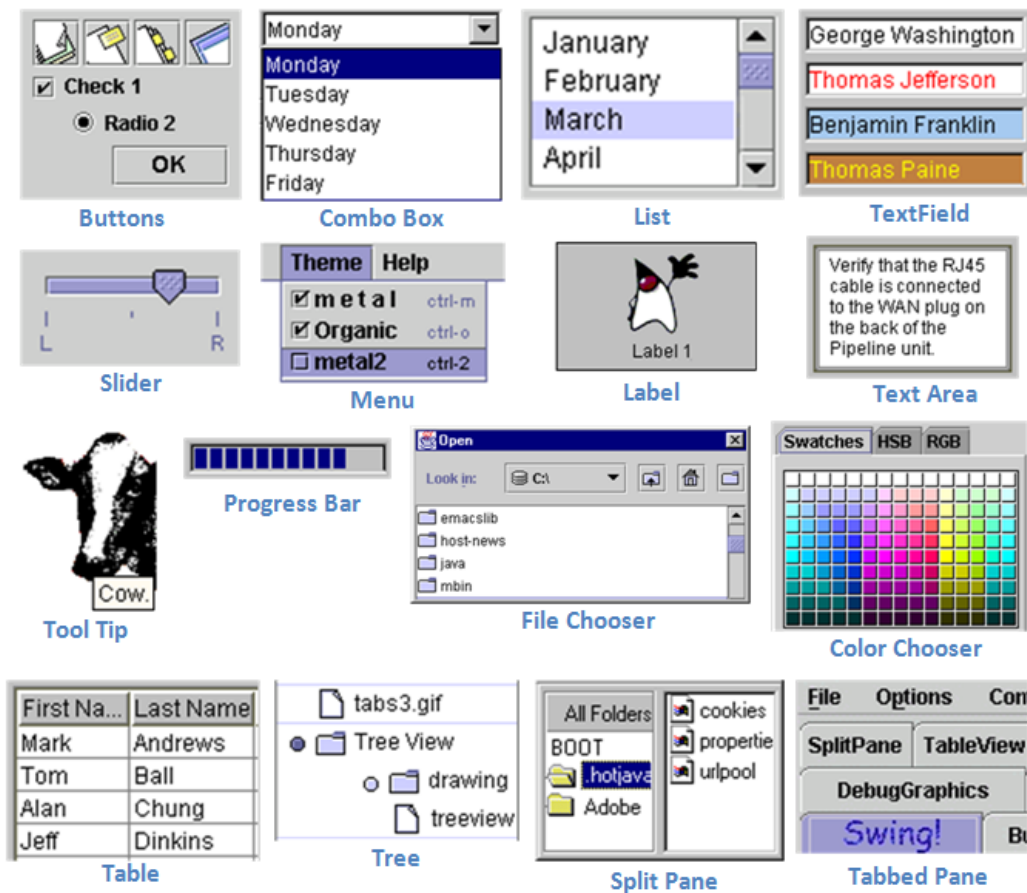 Check 1
Radio 2
OK
Buttons
Monday
Monday
Tuesday
Wednesday
Thursday
Friday
Combo Box
January
February
March
April
List
George Washington
Thomas Jefferson
Benjamin Franklin
Thomas Paine
TextField
L R
Slider
Theme Help
metal ctrl-m
Organic ctrl-o
metal2 ctrl-2
Menu
Label 1
Label
Verify that the RJ45
cable is connected
to the WAN plug on
the back of the
Pipeline unit.
Text Area
Cow.
Tool Tip
Progress Bar
Open
Look in: C:\
emacslib
host-news
java
mbin
File Chooser
Swatches HSB RGB
Color Chooser
First Na... Last Name
Mark Andrews
Tom Ball
Alan Chung
Jeff Dinkins
Table
tabs3.gif
Tree View
drawing
treeview
Tree
All Folders
BOOT
.hotjava
Adobe
cookies
propertie
urlpool
Split Pane
File Options Con
SplitPane TableView
DebugGraphics
Swing! Bu
Tabbed Pane